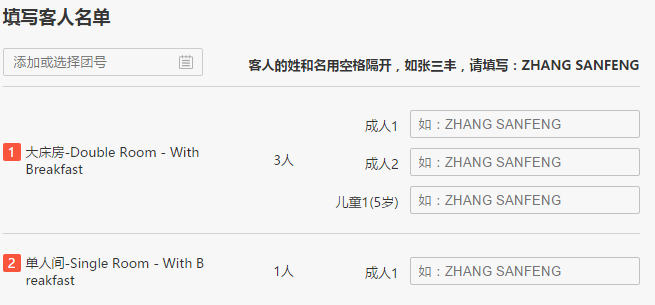 填写客人名单
添加或选择团号
客人的姓和名用空格隔开，如张三丰，请填写：ZHANG SANFENG
1 大床房-Double Room - With
Breakfast
3人
成人1 如：ZHANG SANFENG
成人2 如：ZHANG SANFENG
儿童1(5岁) 如：ZHANG SANFENG
2 单人间-Single Room - With B
reakfast
1人
成人1 如：ZHANG SANFENG